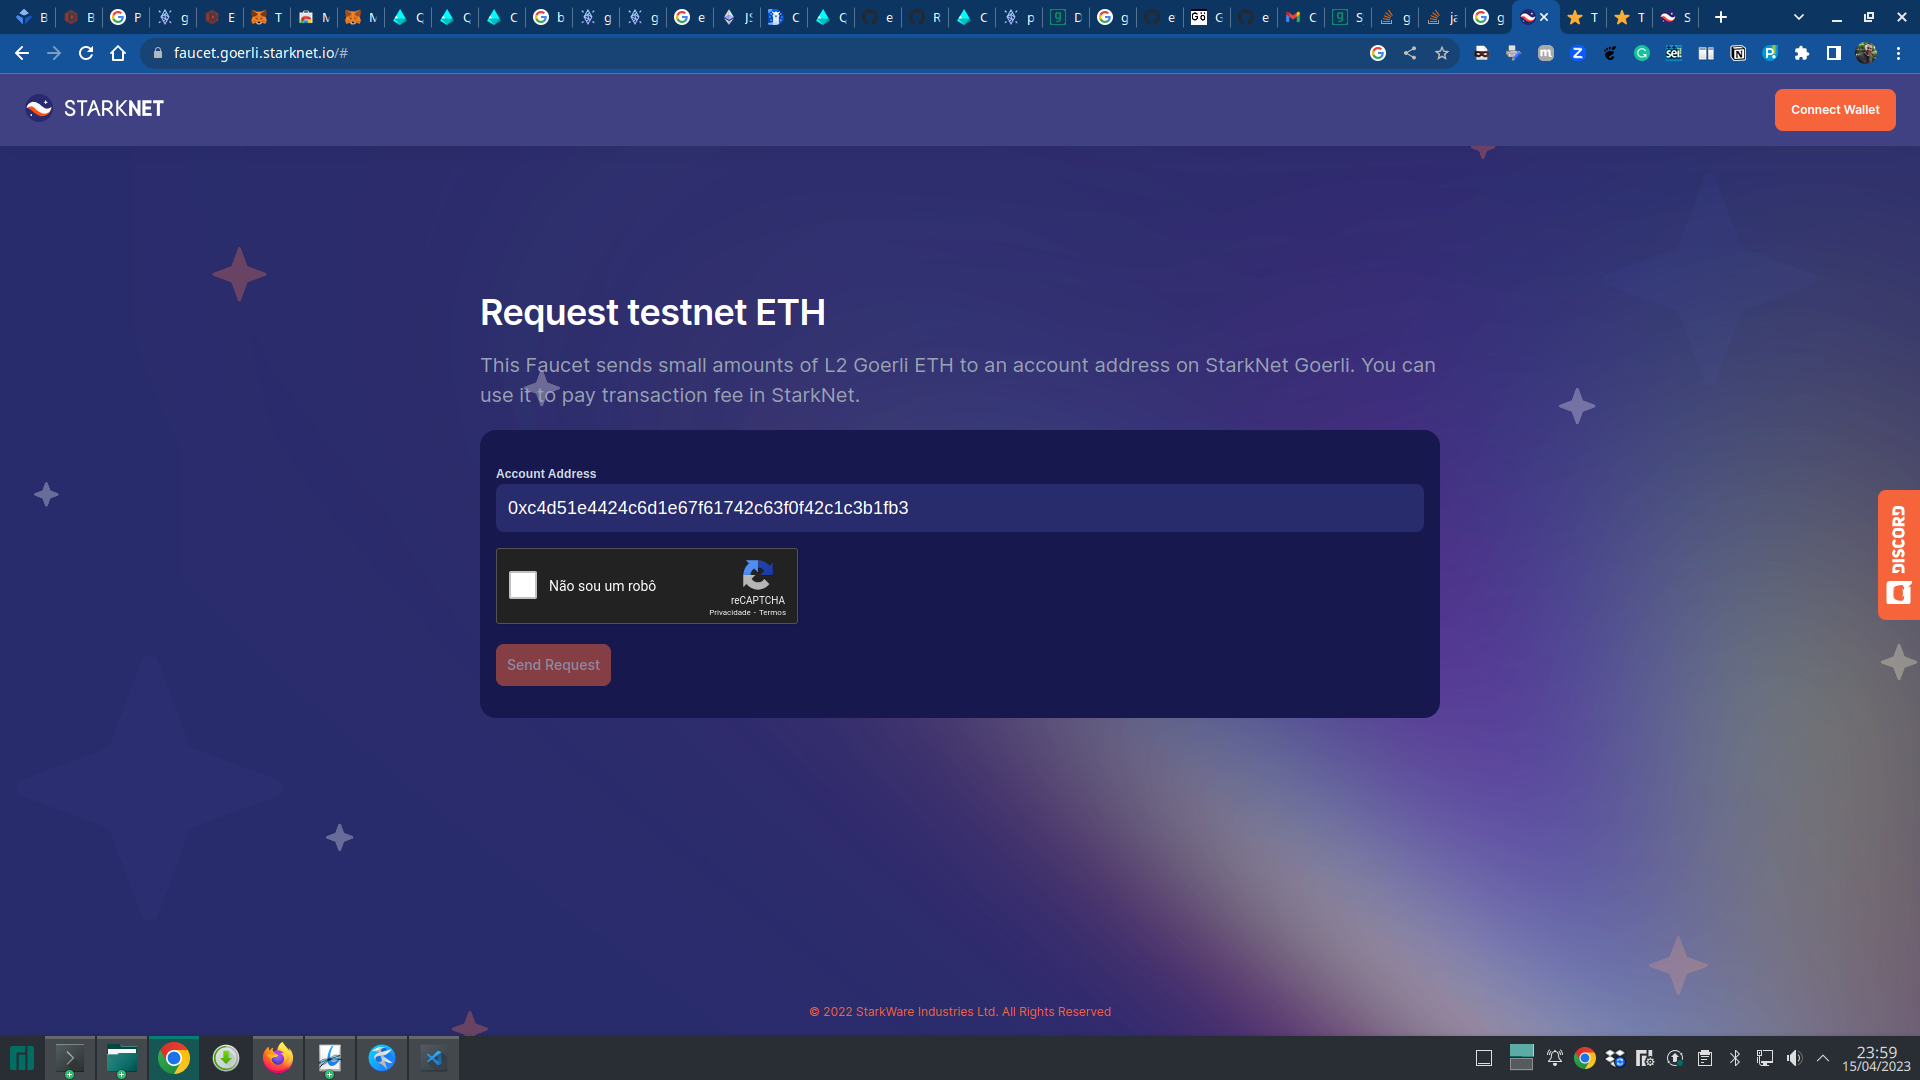 B
B
P
g
E
T
M
M
C
C
C
b
g
g
e
JS
C
C
e
R
C
p
D
g
e
G
e
C
S
g
ja
g
T
T
S
faucet.goerli.starknet.io/#
STARKNET
Connect Wallet
Request testnet ETH
This Faucet sends small amounts of L2 Goerli ETH to an account address on StarkNet Goerli. You can
use it to pay transaction fee in StarkNet.
Account Address
0xc4d51e4424c6d1e67f61742c63f0f42c1c3b1fb3
Não sou um robô
reCAPTCHA
Privacidade - Termos
Send Request
DISCORD
© 2022 StarkWare Industries Ltd. All Rights Reserved
23:59
15/04/2023